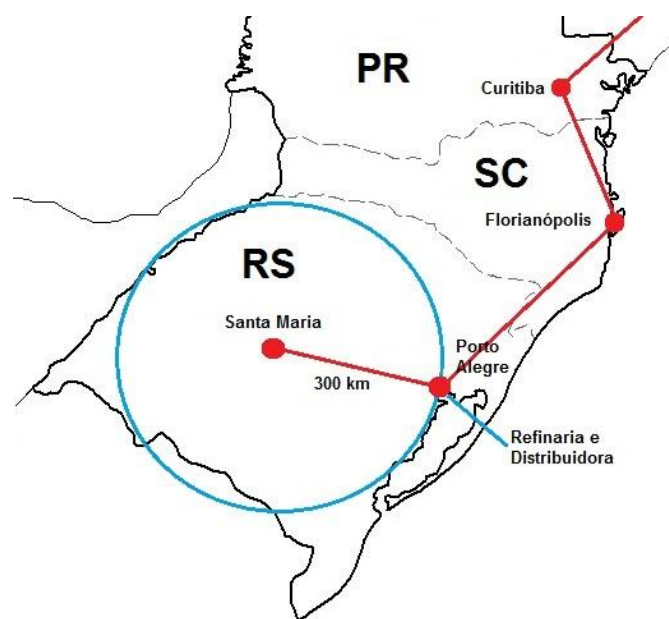 PR
Curitiba
SC
Florianópolis
RS
Santa Maria
Porto
Alegre
300 km
Refinaria e
Distribuidora